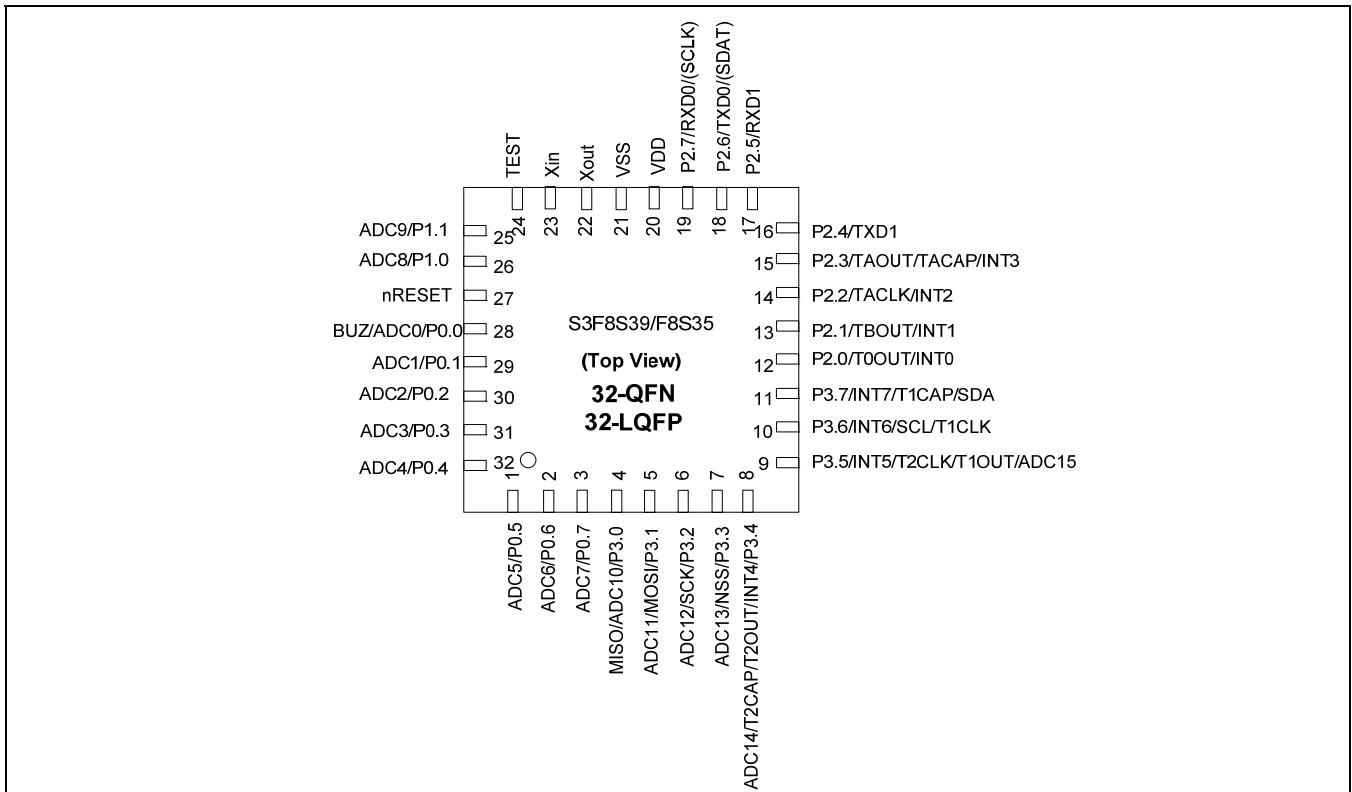 TEST
Xin
Xout
VSS
VDD
P2.7/RXD0/(SCLK)
P2.6/TXD0/(SDAT)
P2.5/RXD1
24
23
22
21
20
19
18
17
ADC9/P1.1
25
ADC8/P1.0
26
nRESET
27
BUZ/ADC0/P0.0
28
ADC1/P0.1
29
ADC2/P0.2
30
ADC3/P0.3
31
ADC4/P0.4
32
S3F8S39/F8S35
(Top View)
32-QFN
32-LQFP
16
P2.4/TXD1
15
P2.3/TAOUT/TACAP/INT3
14
P2.2/TACLK/INT2
13
P2.1/TBOUT/INT1
12
P2.0/T0OUT/INT0
11
P3.7/INT7/T1CAP/SDA
10
P3.6/INT6/SCL/T1CLK
9
P3.5/INT5/T2CLK/T1OUT/ADC15
1
2
3
4
5
6
7
8
ADC5/P0.5
ADC6/P0.6
ADC7/P0.7
MISO/ADC10/P3.0
ADC11/MOSI/P3.1
ADC12/SCK/P3.2
ADC13/NSS/P3.3
ADC14/T2CAP/T2OUT/INT4/P3.4